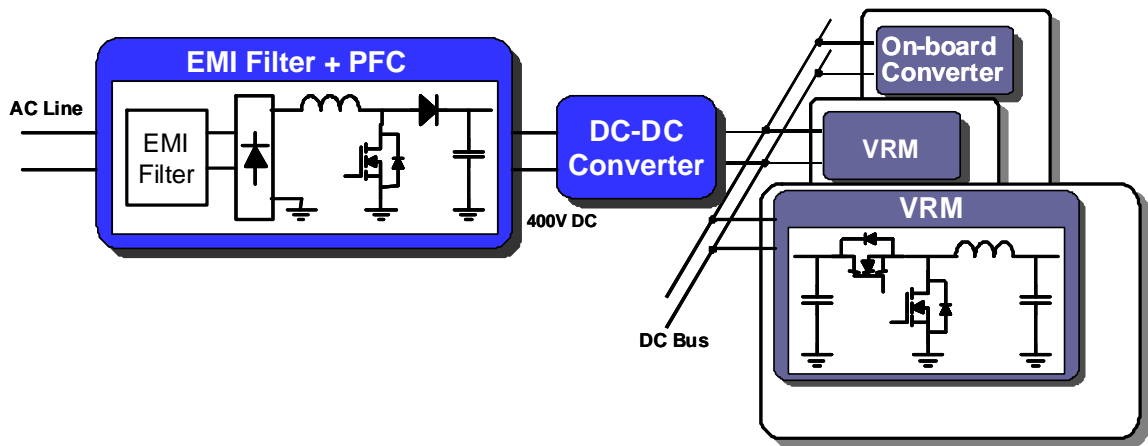 EMI Filter + PFC
AC Line
EMI
Filter
400V DC
DC-DC
Converter
DC Bus
On-board
Converter
VRM
VRM